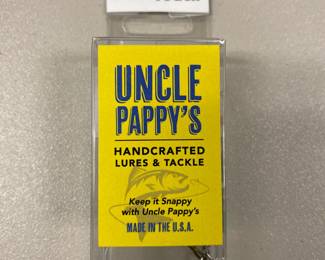 UNCLE
PAPPY'S
HANDCRAFTED
LURES & TACKLE
Keep it Snappy
with Uncle Pappy's
MADE IN THE U.S.A.